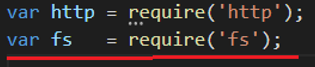 var http = require('http');
var fs   = require('fs');